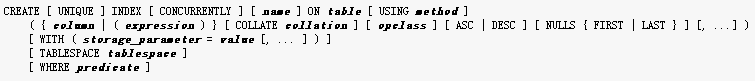 CREATE [ UNIQUE ] INDEX [ CONCURRENTLY ] [ name ] ON table [ USING method ]
( { column | ( expression ) } [ COLLATE collation ] [ opclass ] [ ASC | DESC ] [ NULLS { FIRST | LAST } ] [, ...] )
[ WITH ( storage_parameter = value [, ... ] ) ]
[ TABLESPACE tablespace ]
[ WHERE predicate ]